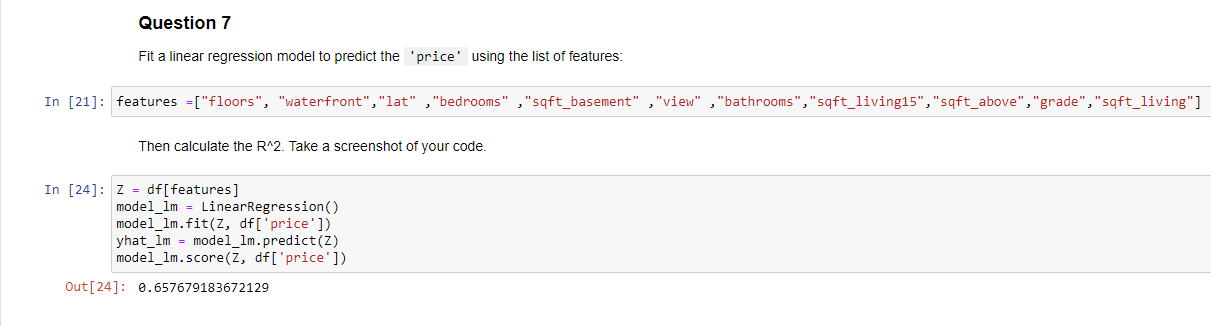 Question 7
Fit a linear regression model to predict the 'price' using the list of features:
In [21]: features =["floors", "waterfront","lat" ,"bedrooms" ,"sqft_basement" ,"view" ,"bathrooms","sqft_living15","sqft_above","grade","sqft_living"]
Then calculate the R^2. Take a screenshot of your code.
In [24]: Z = df[features]
model_lm = LinearRegression()
model_lm.fit(Z, df['price'])
yhat_lm = model_lm.predict(Z)
model_lm.score(Z, df['price'])
Out[24]: 0.657679183672129